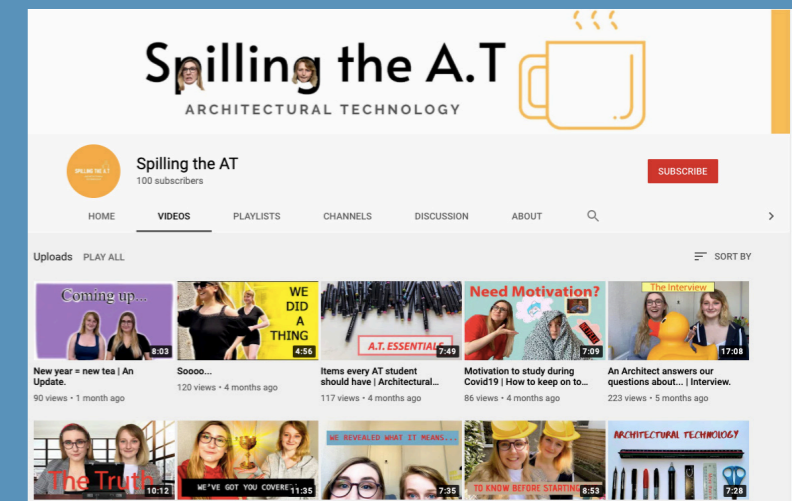 Spilling the A.T
ARCHITECTURAL TECHNOLOGY
SPILLING THE A.T
Spilling the AT
100 subscribers
SUBSCRIBE
HOME VIDEOS PLAYLISTS CHANNELS DISCUSSION ABOUT
Uploads PLAY ALL SORT BY
Coming up...
8:03
New year = new tea | An
Update.
90 views • 1 month ago
WE
DID
A
THING
4:56
Soooo...
120 views • 4 months ago
A.T. ESSENTIALS
7:49
Items every AT student
should have | Architectural...
117 views • 4 months ago
Need Motivation?
7:09
Motivation to study during
Covid19 | How to keep on to...
86 views • 4 months ago
The Interview
17:08
An Architect answers our
questions about... | Interview.
223 views • 5 months ago
The Truth
10:12
WE'VE GOT YOU COVERE
11:35
WE REVEALED WHAT IT MEANS...
7:35
TO KNOW BEFORE STARTING
8:53
ARCHITECTURAL TECHNOLOGY
7:28